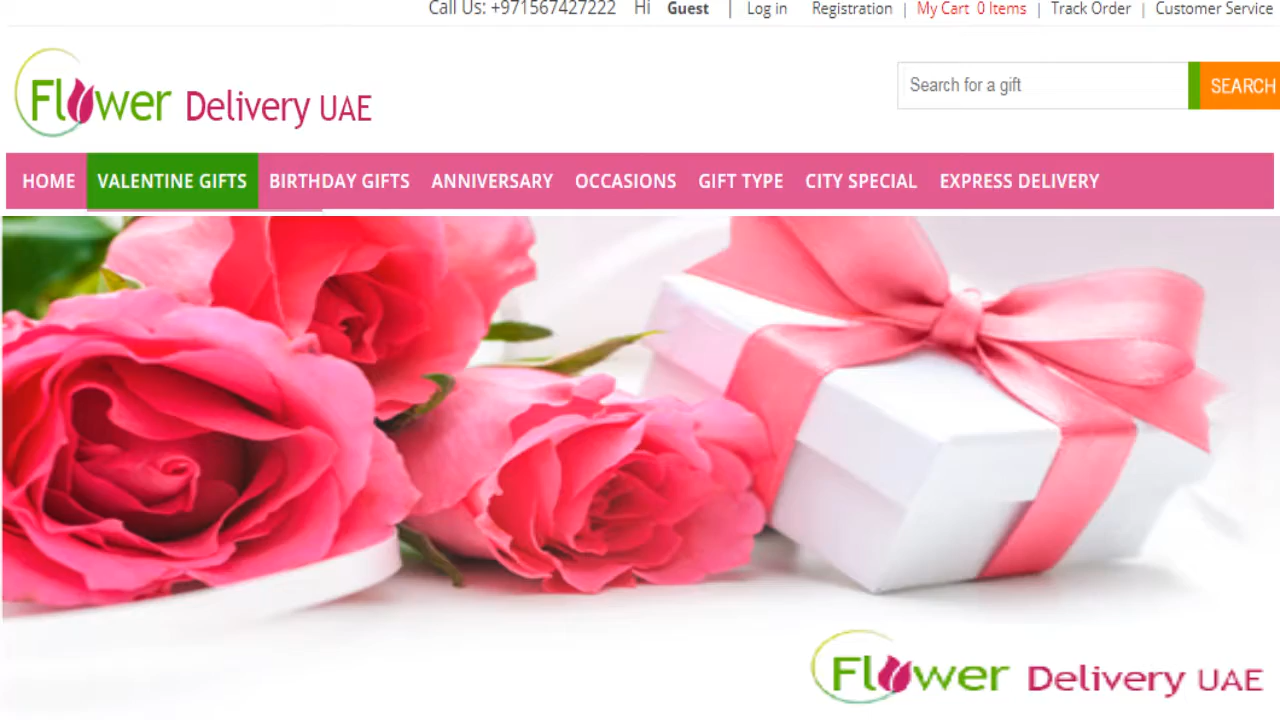 Call Us: +971567427222 Hi Guest | Log in Registration | My Cart 0 Items | Track Order | Customer Service
Flower Delivery UAE
Search for a gift SEARCH
HOME VALENTINE GIFTS BIRTHDAY GIFTS ANNIVERSARY OCCASIONS GIFT TYPE CITY SPECIAL EXPRESS DELIVERY
Flower Delivery UAE